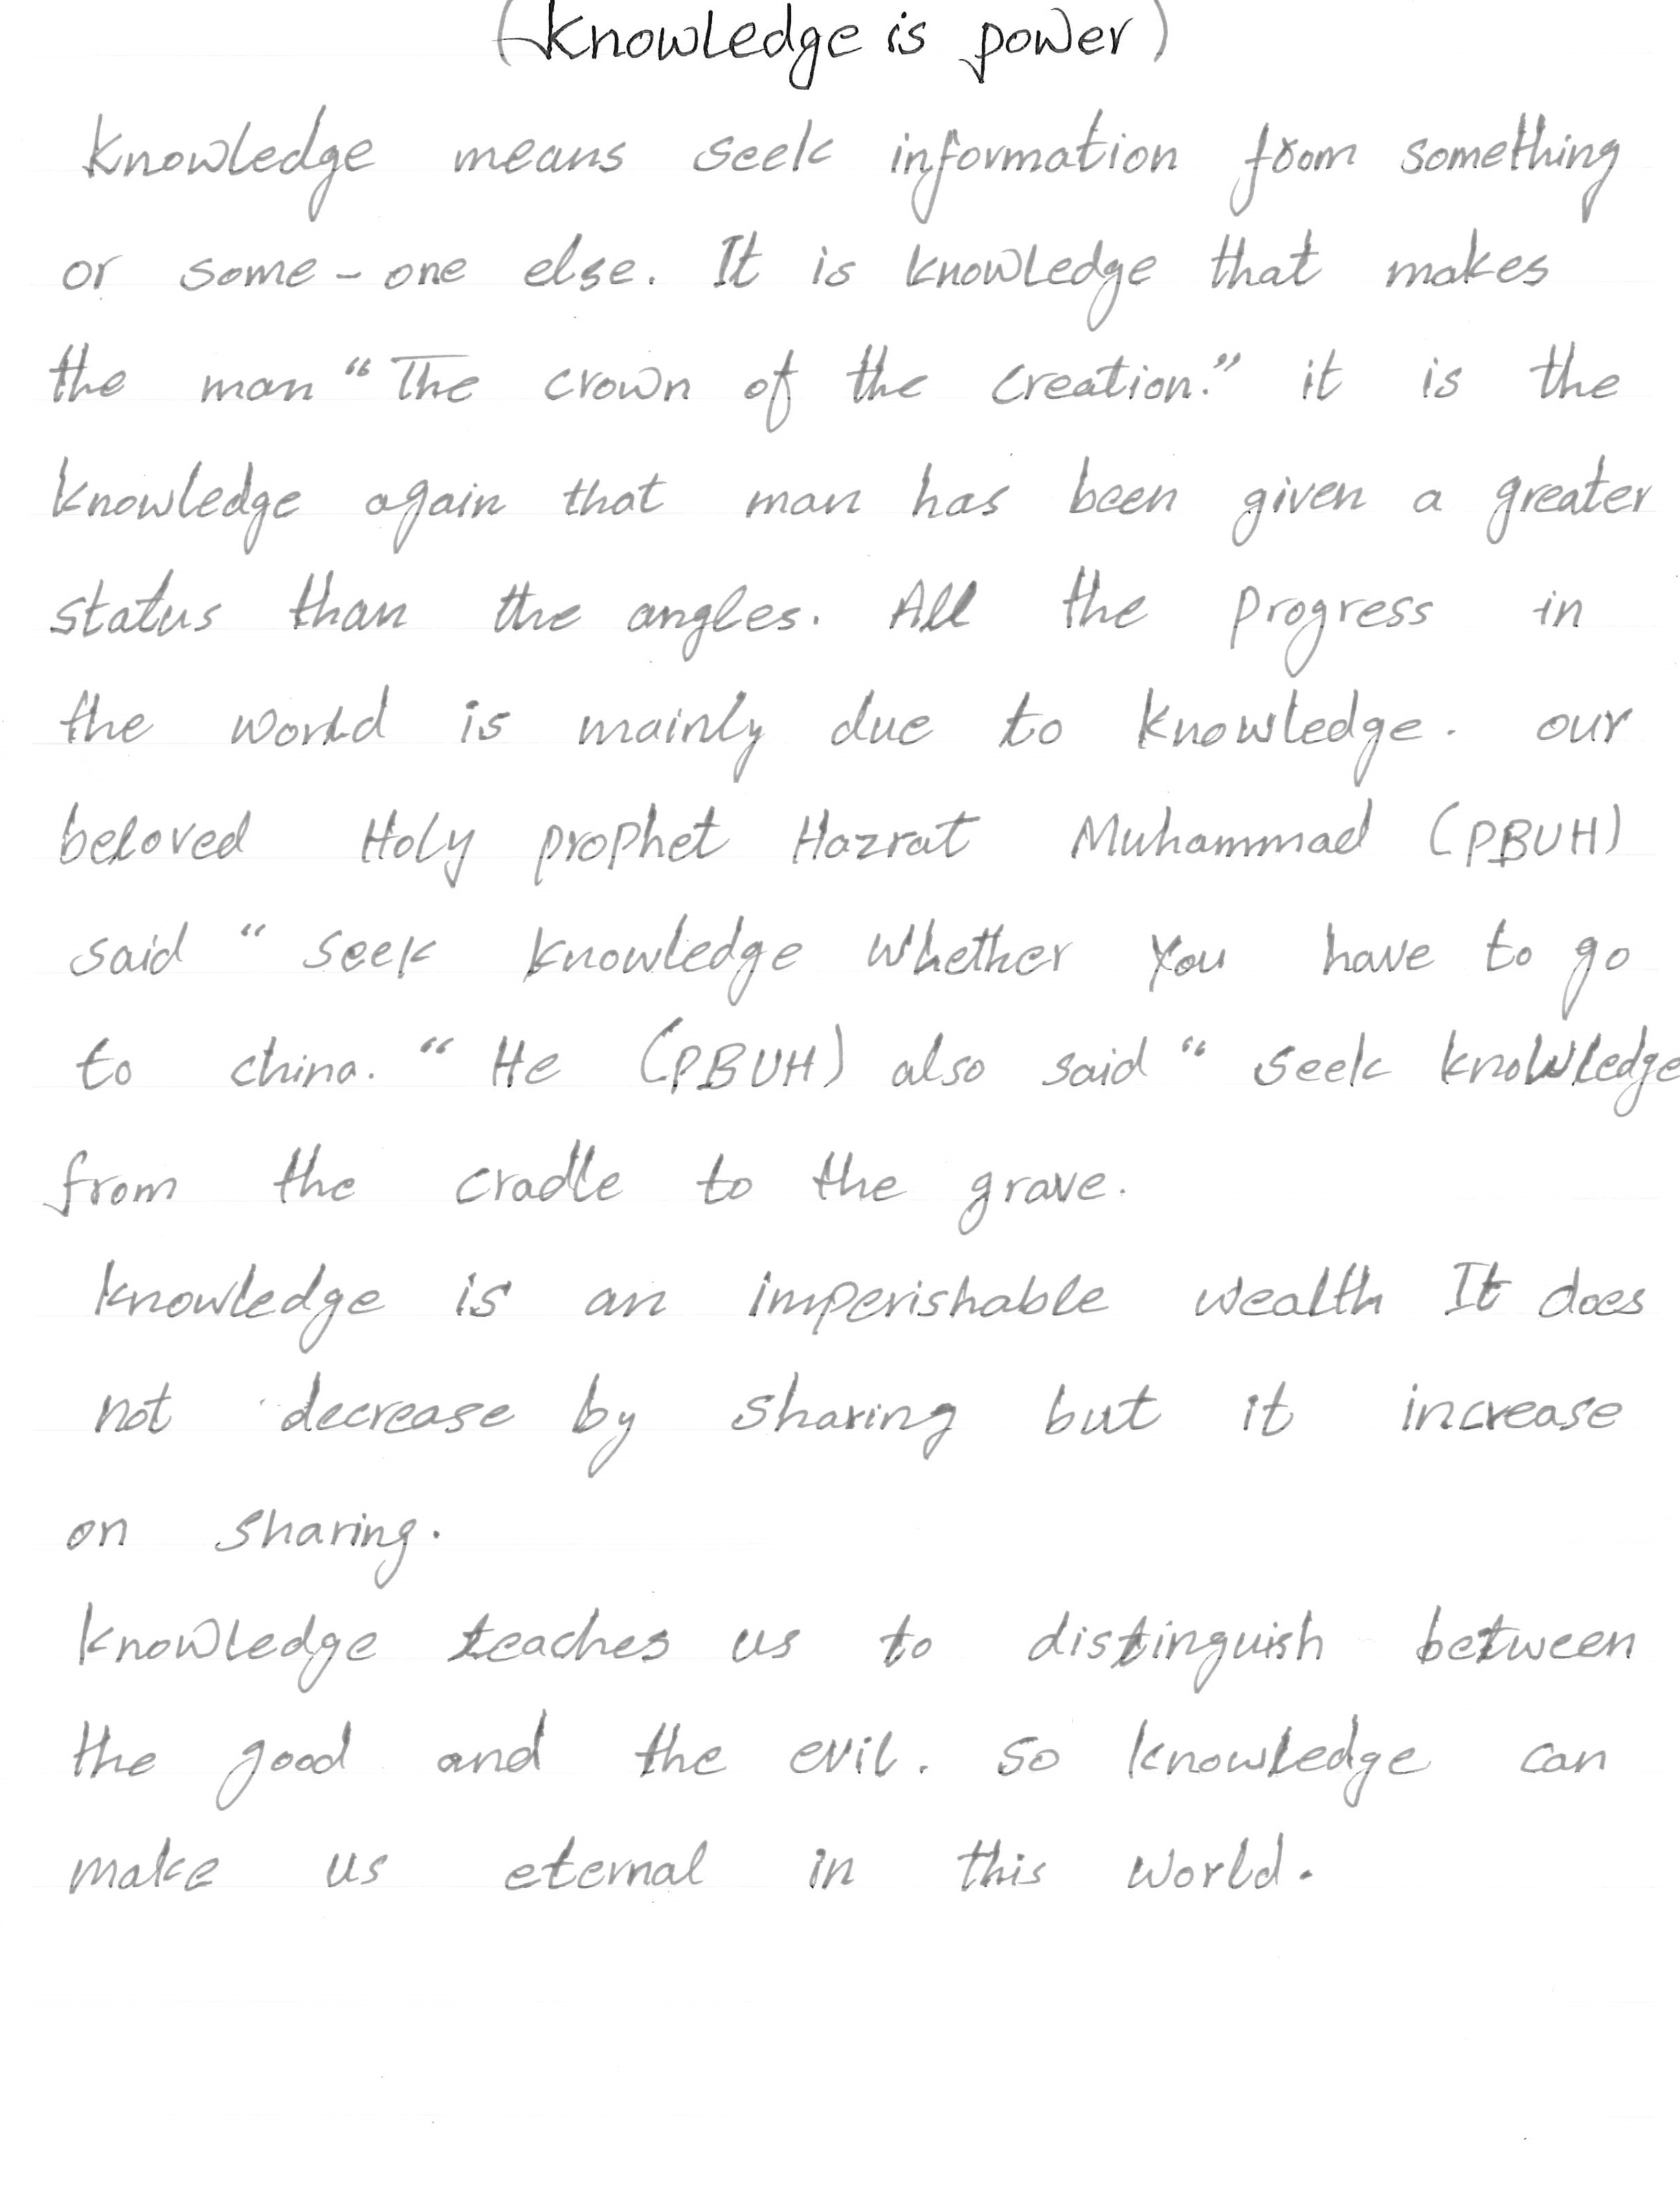 (Knowledge is power)
Knowledge means seek information from something
or some-one else. It is knowledge that makes
the man “The crown of the creation.” it is the
knowledge again that man has been given a greater
status than the angles. All the progress in
the world is mainly due to knowledge. our
beloved Holy prophet Hazrat Muhammad (PBUH)
said “ seek knowledge whether you have to go
to china. “ He (PBUH) also said “ seek knowledge
from the cradle to the grave.
knowledge is an imperishable wealth It does
not decrease by sharing but it increase
on sharing.
knowledge teaches us to distinguish between
the good and the evil. so knowledge can
make us eternal in this world.